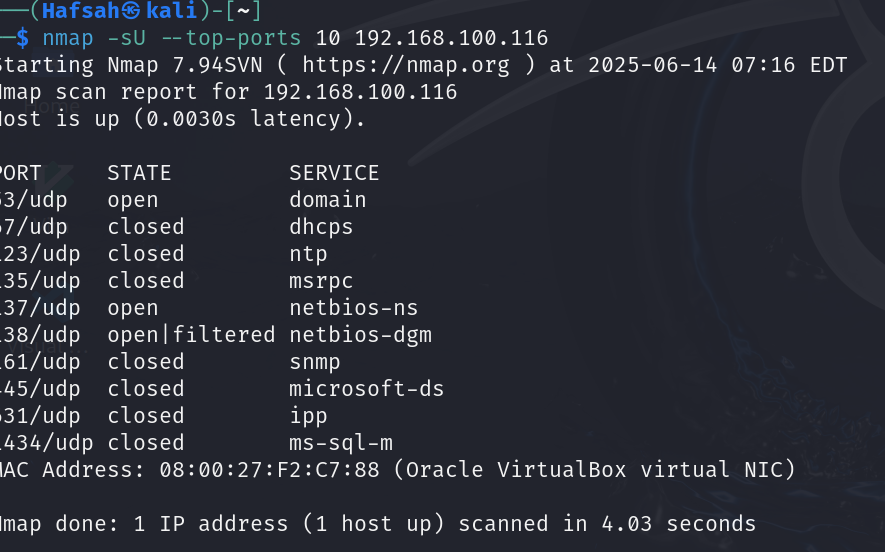 ──(Hafsah㉿kali)-[~]
─$ nmap -sU --top-ports 10 192.168.100.116
Starting Nmap 7.94SVN ( https://nmap.org ) at 2025-06-14 07:16 EDT
Nmap scan report for 192.168.100.116
Host is up (0.0030s latency).
PORT STATE SERVICE
53/udp open domain
67/udp closed dhcps
123/udp closed ntp
135/udp closed msrpc
137/udp open netbios-ns
138/udp open|filtered netbios-dgm
161/udp closed snmp
445/udp closed microsoft-ds
631/udp closed ipp
1434/udp closed ms-sql-m
MAC Address: 08:00:27:F2:C7:88 (Oracle VirtualBox virtual NIC)
Nmap done: 1 IP address (1 host up) scanned in 4.03 seconds